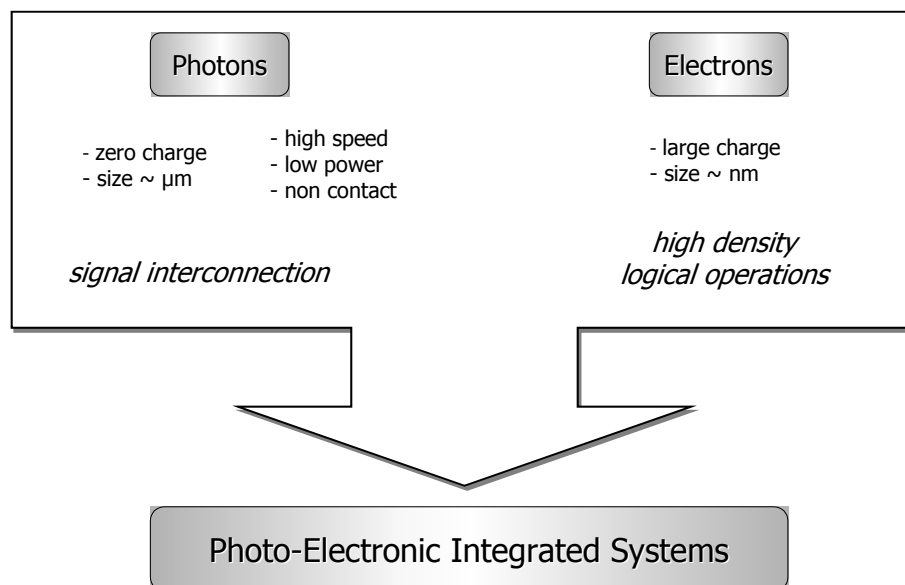 Photons
Electrons
- zero charge
- size ~ µm
- high speed
- low power
- non contact
- large charge
- size ~ nm
signal interconnection
high density
logical operations
Photo-Electronic Integrated Systems